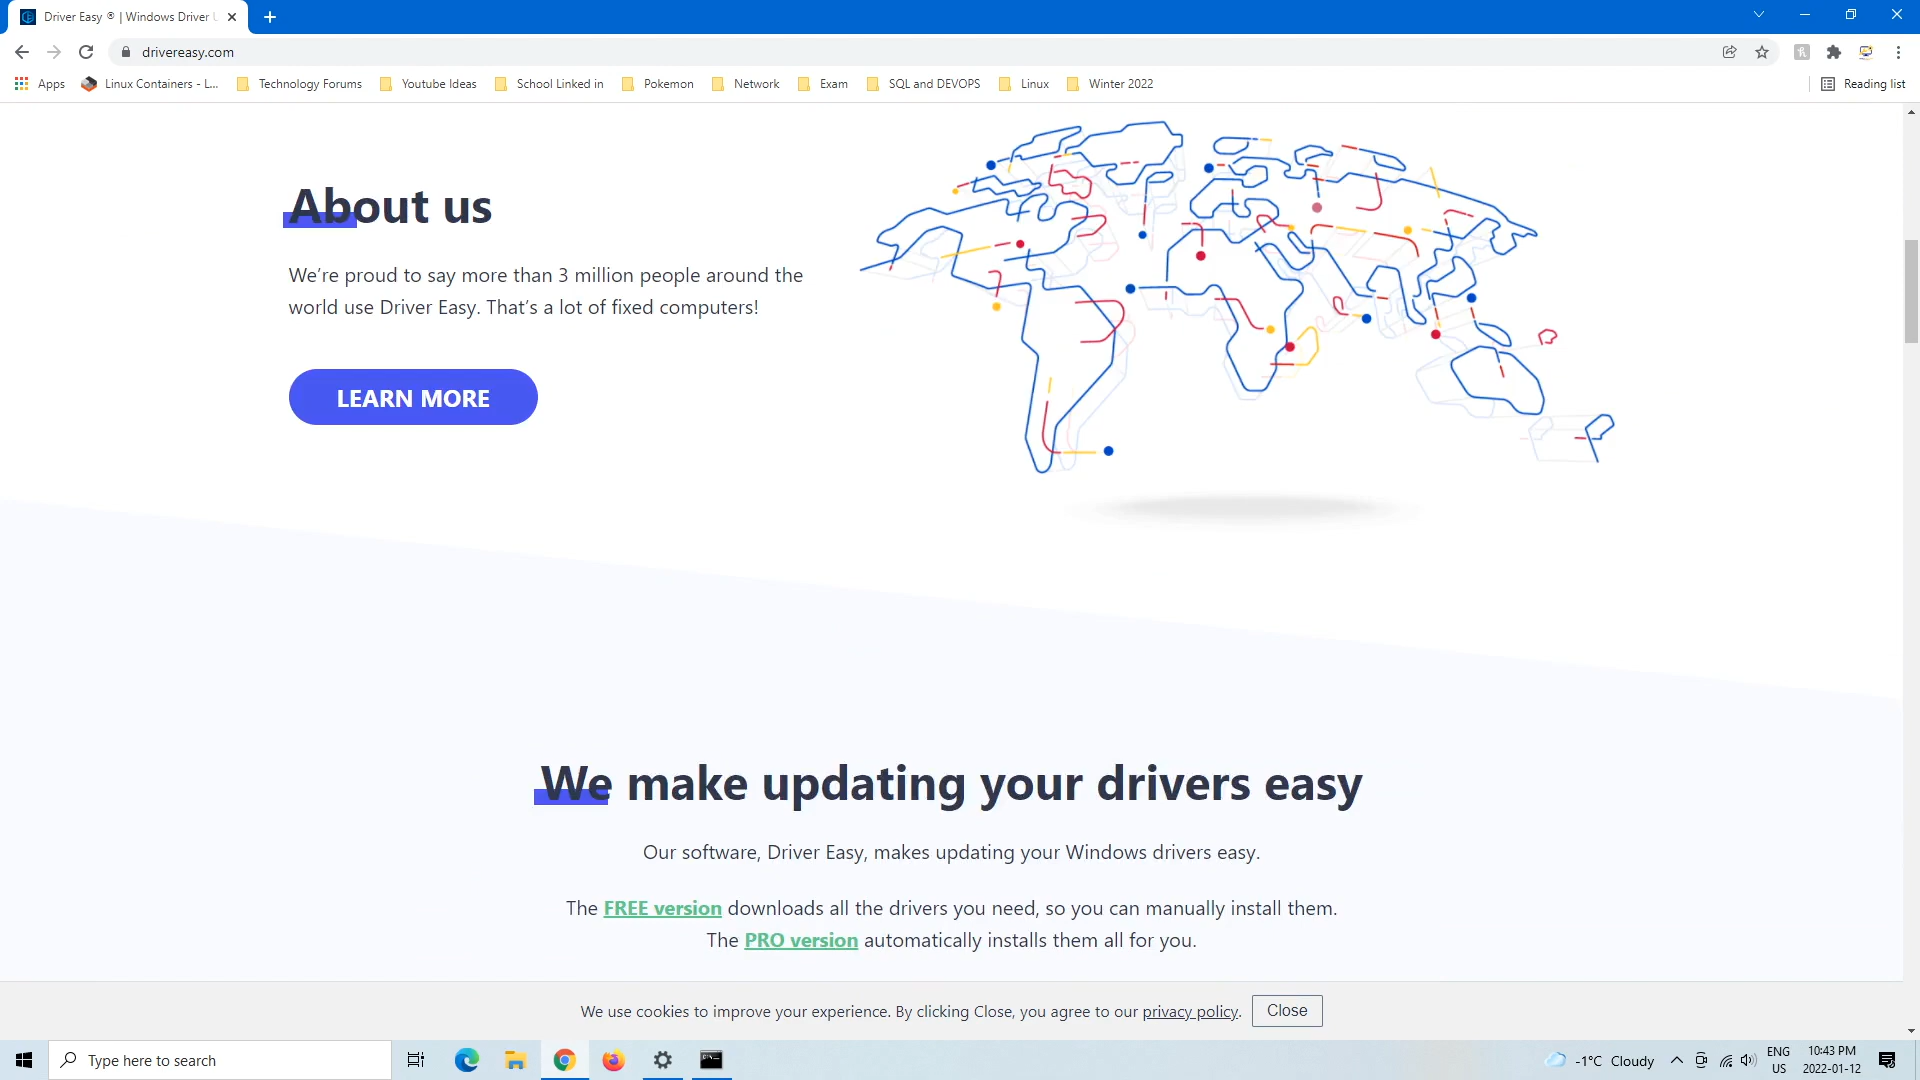 Driver Easy ® | Windows Driver U
drivereasy.com
Apps
Linux Containers - L...
Technology Forums
Youtube Ideas
School Linked in
Pokemon
Network
Exam
SQL and DEVOPS
Linux
Winter 2022
Reading list
About us
We’re proud to say more than 3 million people around the
world use Driver Easy. That’s a lot of fixed computers!
LEARN MORE
We make updating your drivers easy
Our software, Driver Easy, makes updating your Windows drivers easy.
The FREE version downloads all the drivers you need, so you can manually install them.
The PRO version automatically installs them all for you.
We use cookies to improve your experience. By clicking Close, you agree to our privacy policy.
Close
Type here to search
-1°C Cloudy
ENG
US
10:43 PM
2022-01-12